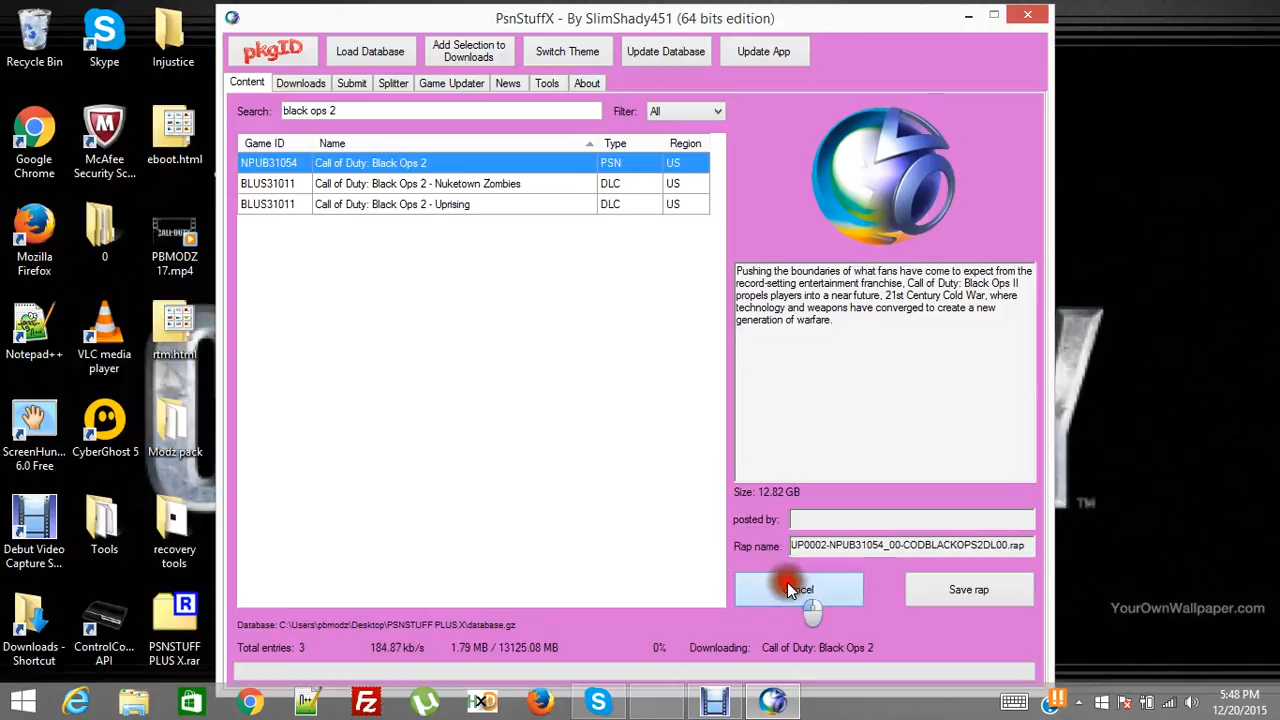 PsnStuffX - By SlimShady451 (64 bits edition)
pkgID
Load Database
Add Selection to
Downloads
Switch Theme
Update Database
Update App
Content
Downloads
Submit
Splitter
Game Updater
News
Tools
About
Search: black ops 2
Filter: All
Game ID Name Type Region
NPUB31054 Call of Duty: Black Ops 2 PSN US
BLUS31011 Call of Duty: Black Ops 2 - Nuketown Zombies DLC US
BLUS31011 Call of Duty: Black Ops 2 - Uprising DLC US
Pushing the boundaries of what fans have come to expect from the
record-setting entertainment franchise, Call of Duty: Black Ops II
propels players into a near future, 21st Century Cold War, where
technology and weapons have converged to create a new
generation of warfare.
Size: 12.82 GB
posted by:
Rap name: UP0002-NPUB31054_00-CODBLACKOPS2DL00.rap
Save rap
Database: C:\Users\pbmodz\Desktop\PSNSTUFF PLUS X\database.gz
Total entries: 3 184.87 kb/s 1.79 MB / 13125.08 MB 0% Downloading: Call of Duty: Black Ops 2
Recycle Bin
Skype
Injustice
Google
Chrome
McAfee
Security Sc...
eboot.html
Mozilla
Firefox
0
PBMODZ
17.mp4
Notepad++
VLC media
player
rtm.html
ScreenHun...
6.0 Free
CyberGhost 5
Modz pack
Debut Video
Capture S...
Tools
recovery
tools
Downloads -
Shortcut
ControlCo...
API
PSNSTUFF
PLUS X.rar
TM
YourOwnWallpaper.com
5:48 PM
12/20/2015